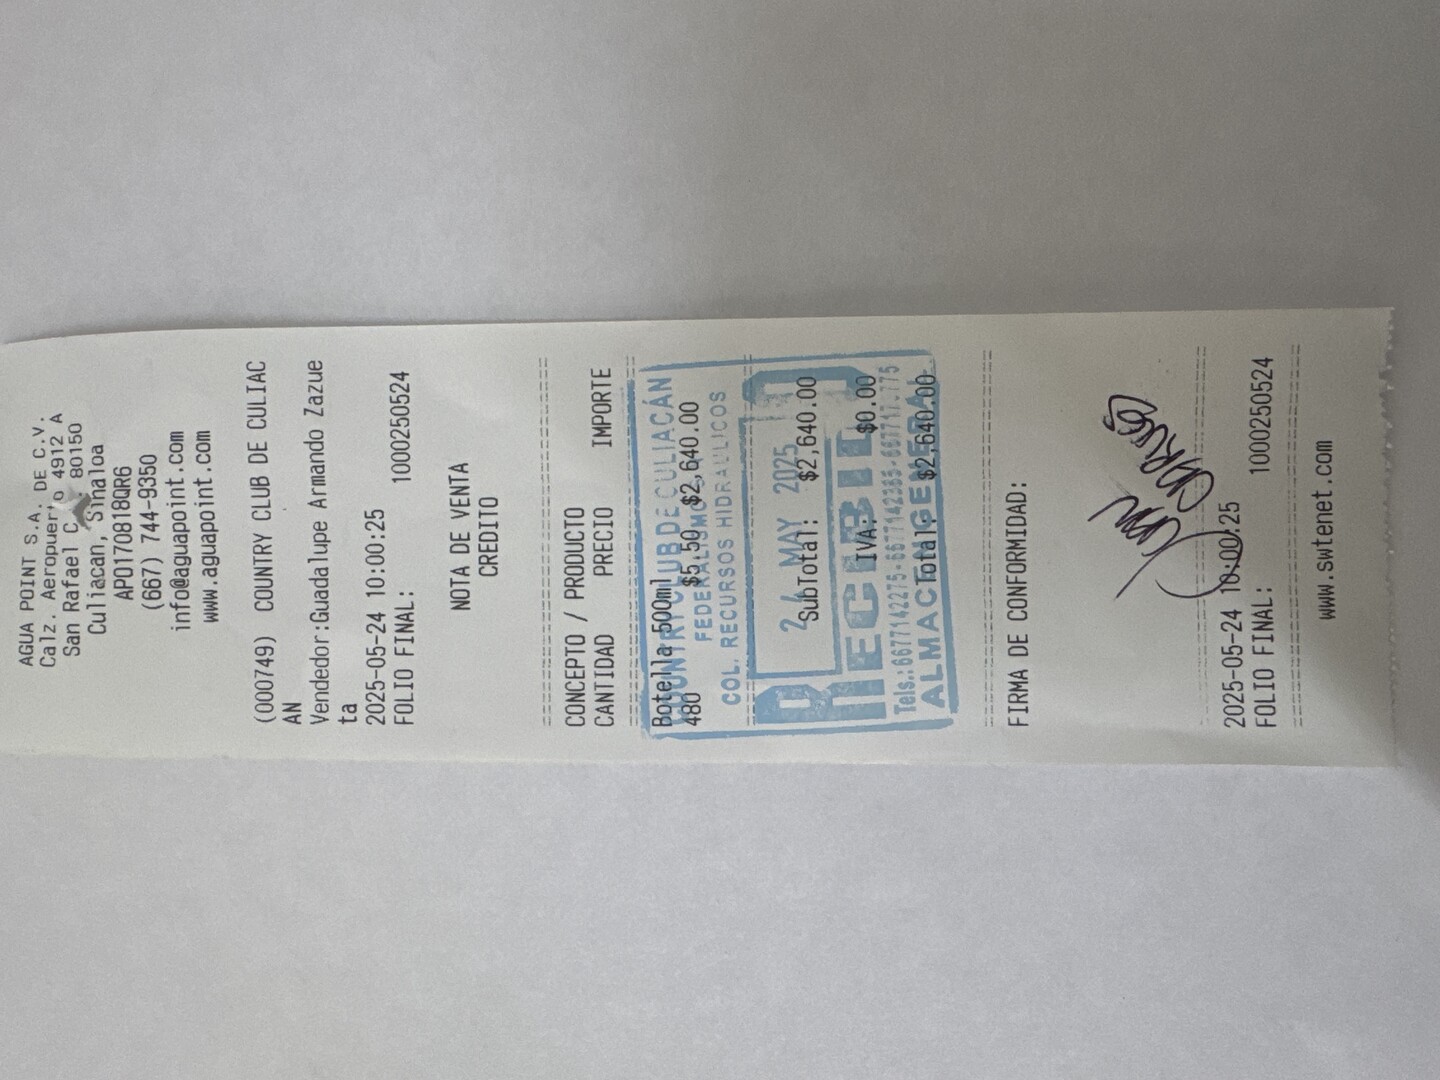 AGUA POINT S.A. DE C.V.
Calz. Aeropuerto 4912 A
San Rafael C. 80150
Culiacan, Sinaloa
APO170818QR6
(667) 744-9350
info@aguapoint.com
www.aguapoint.com
(000749) COUNTRY CLUB DE CULIAC
AN
Vendedor:Guadalupe Armando Zazue
ta
2025-05-24 10:00:25
FOLIO FINAL: 1000250524
NOTA DE VENTA
CREDITO
CONCEPTO / PRODUCTO
CANTIDAD PRECIO IMPORTE
Botella 500ml
480 $5.50 $2,640.00
SubTotal: $2,640.00
IVA: $0.00
Total: $2,640.00
COUNTRY CLUB DE CULIACÁN
FEDERALISMO
COL. RECURSOS HIDRAULICOS
24 MAY 2025
RECIBIDO
Tels.:
ALMACEN GENERAL
FIRMA DE CONFORMIDAD:
2025-05-24 10:00:25
FOLIO FINAL: 1000250524
www.swtenet.com